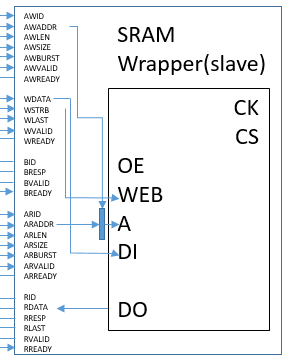 AWID
AWADDR
AWLEN
AWSIZE
AWBURST
AWVALID
AWREADY
WDATA
WSTRB
WLAST
WVALID
WREADY
BID
BRESP
BVALID
BREADY
ARID
ARADDR
ARLEN
ARSIZE
ARBURST
ARVALID
ARREADY
RID
RDATA
RRESP
RLAST
RVALID
RREADY
SRAM
Wrapper(slave)
CK
CS
OE
WEB
A
DI
DO